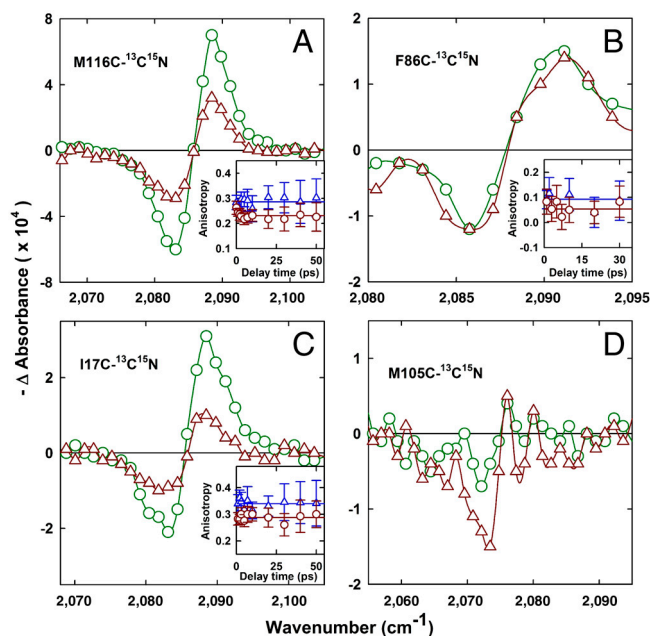 A
M116C-¹³C¹⁵N
8
4
0
-4
-8
Anisotropy
0.4
0.3
0.2
0.1
0 25 50
Delay time (ps)
2,070 2,080 2,090 2,100
B
F86C-¹³C¹⁵N
2
1
0
-1
-2
Anisotropy
0.2
0.1
0.0
0 15 30
Delay time (ps)
2,080 2,085 2,090 2,095
- Δ Absorbance ( x 10⁴)
C
I17C-¹³C¹⁵N
2
0
-2
Anisotropy
0.4
0.3
0.2
0 25 50
Delay time (ps)
2,070 2,080 2,090 2,100
D
M105C-¹³C¹⁵N
1
0
-1
-2
2,060 2,070 2,080 2,090
Wavenumber (cm⁻¹)